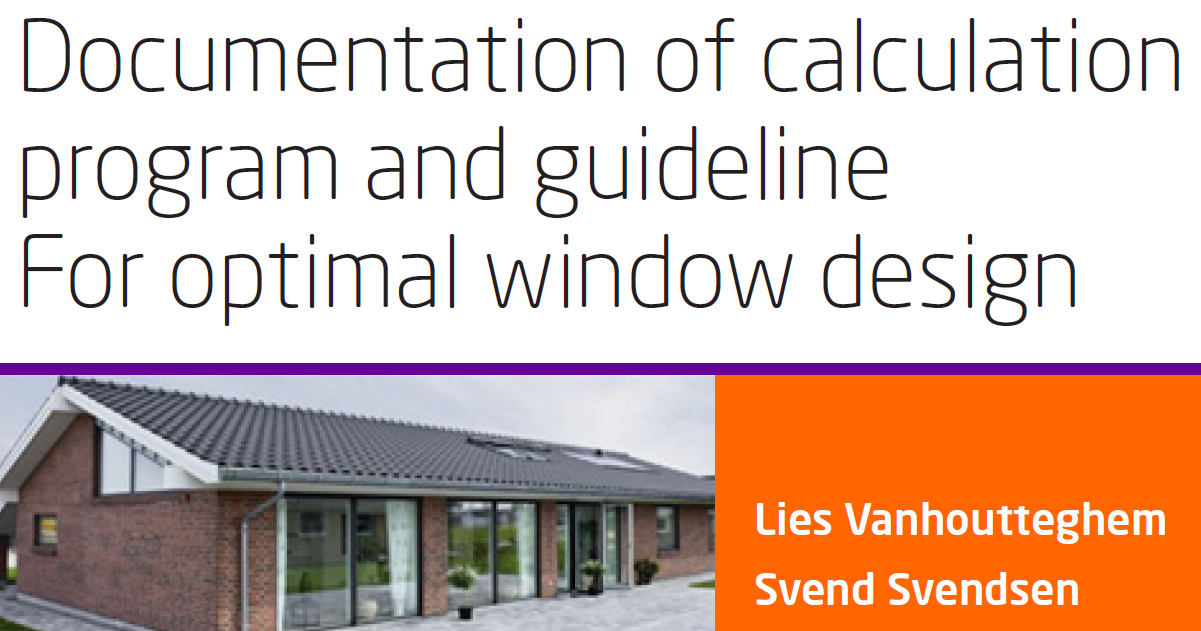 Documentation of calculation
program and guideline
For optimal window design
Lies Vanhoutteghem
Svend Svendsen